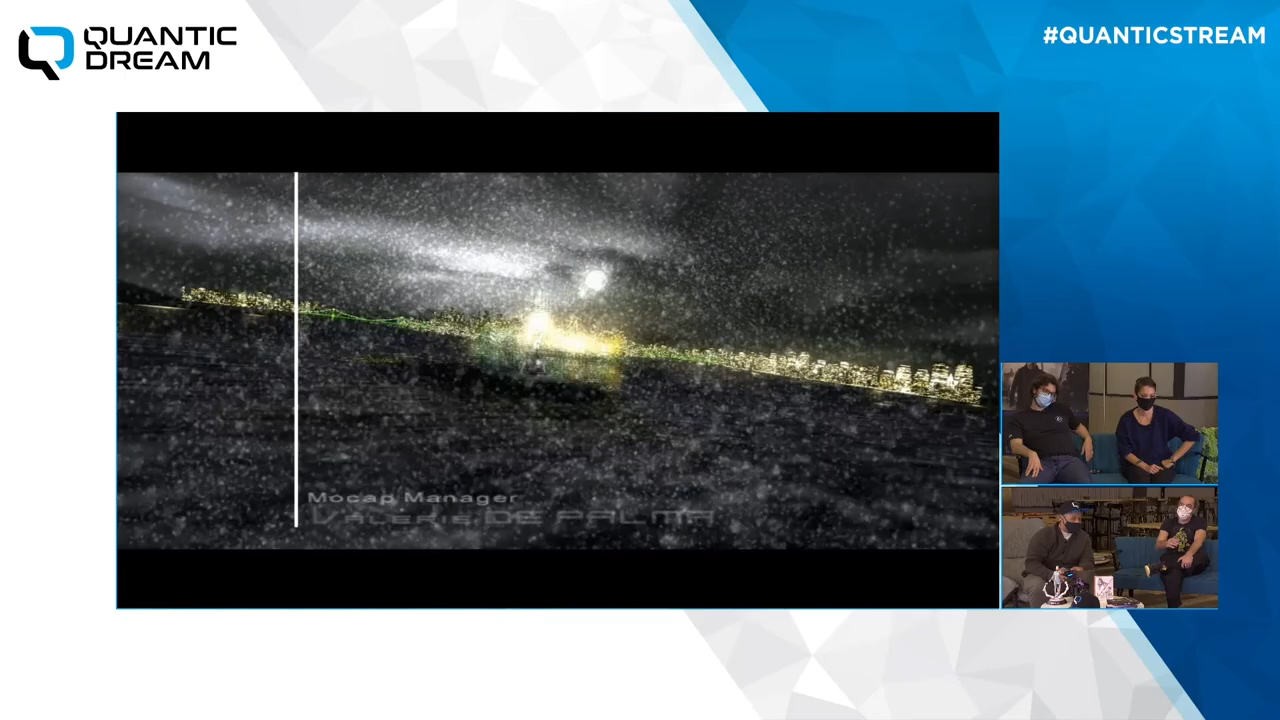 QUANTIC
DREAM
#QUANTICSTREAM
Mocap Manager
Valerie DE PALMA